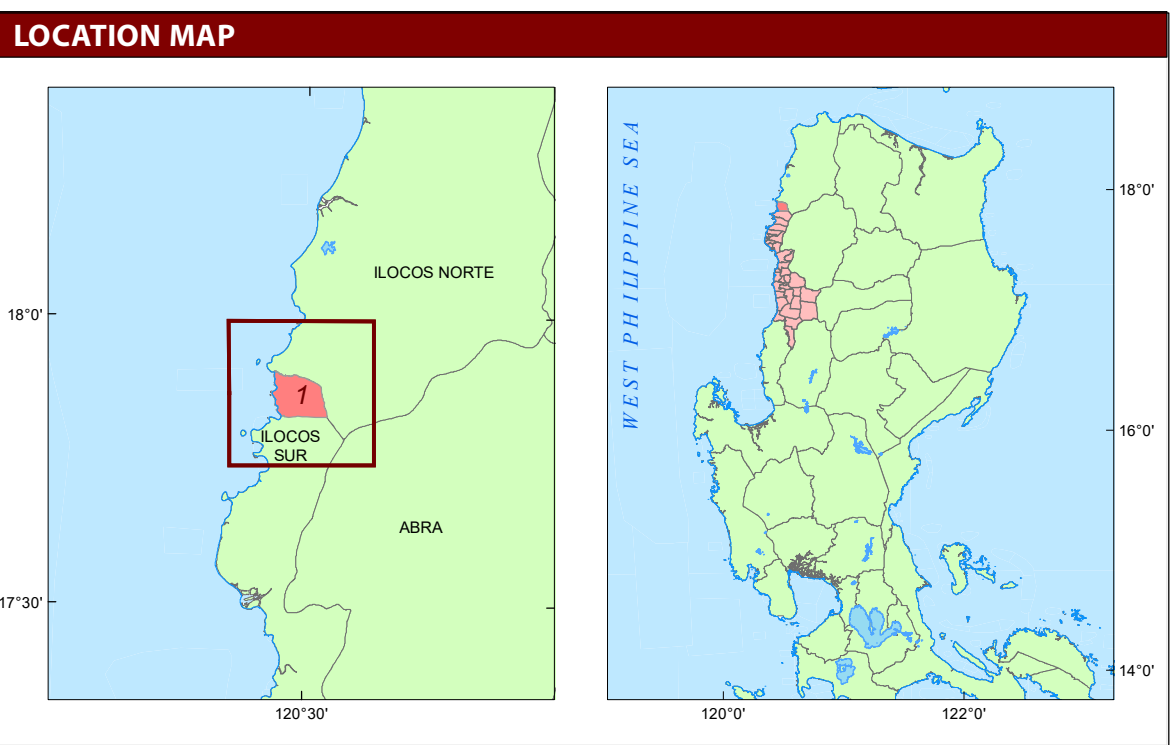 LOCATION MAP
ILOCOS NORTE
18°0'
1
ILOCOS
SUR
ABRA
17°30'
120°30'
WEST PHILIPPINE SEA
18°0'
16°0'
14°0'
120°0'
122°0'